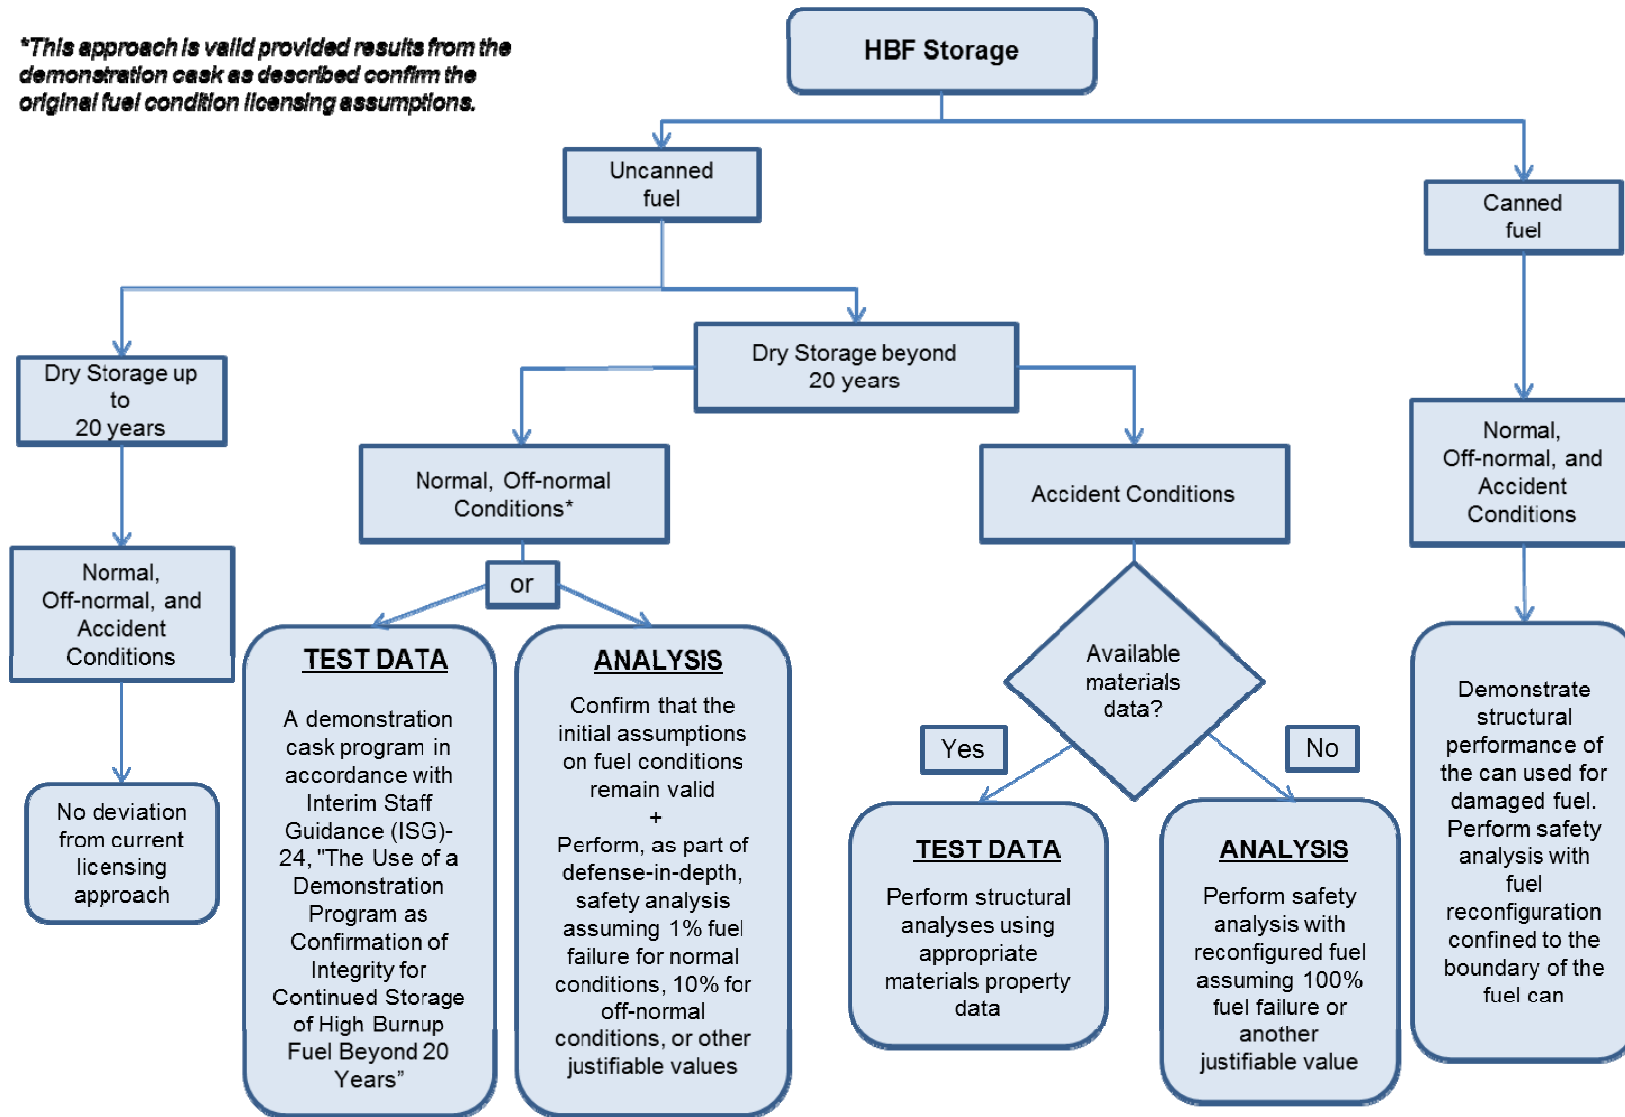 *This approach is valid provided results from the
demonstration cask as described confirm the
original fuel condition licensing assumptions.
HBF Storage
Uncanned
fuel
Canned
fuel
Dry Storage up
to
20 years
Dry Storage beyond
20 years
Normal, Off-normal
Conditions*
Accident Conditions
Normal,
Off-normal, and
Accident
Conditions
Normal,
Off-normal, and
Accident
Conditions
or
Available
materials
data?
Yes
No
No deviation
from current
licensing
approach
TEST DATA
A demonstration
cask program in
accordance with
Interim Staff
Guidance (ISG)-
24, "The Use of a
Demonstration
Program as
Confirmation of
Integrity for
Continued Storage
of High Burnup
Fuel Beyond 20
Years”
ANALYSIS
Confirm that the
initial assumptions
on fuel conditions
remain valid
+
Perform, as part of
defense-in-depth,
safety analysis
assuming 1% fuel
failure for normal
conditions, 10% for
off-normal
conditions, or other
justifiable values
TEST DATA
Perform structural
analyses using
appropriate
materials property
data
ANALYSIS
Perform safety
analysis with
reconfigured fuel
assuming 100%
fuel failure or
another
justifiable value
Demonstrate
structural
performance of
the can used for
damaged fuel.
Perform safety
analysis with
fuel
reconfiguration
confined to the
boundary of the
fuel can